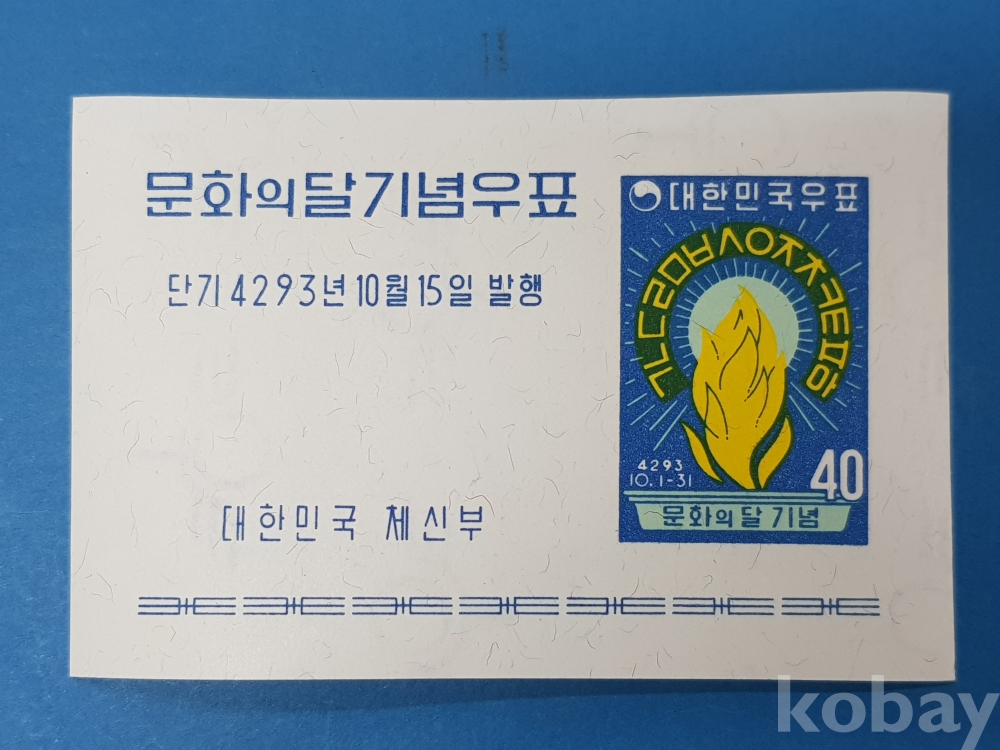 문화의달기념우표
단기4293년10월15일 발행
대한민국 체신부
대한민국우표
ㄱㄴㄷㄹㅁㅂㅅㅇㅈㅊㅋㅌㅍㅎ
4293
10.1-31
40
문화의달기념
kobay